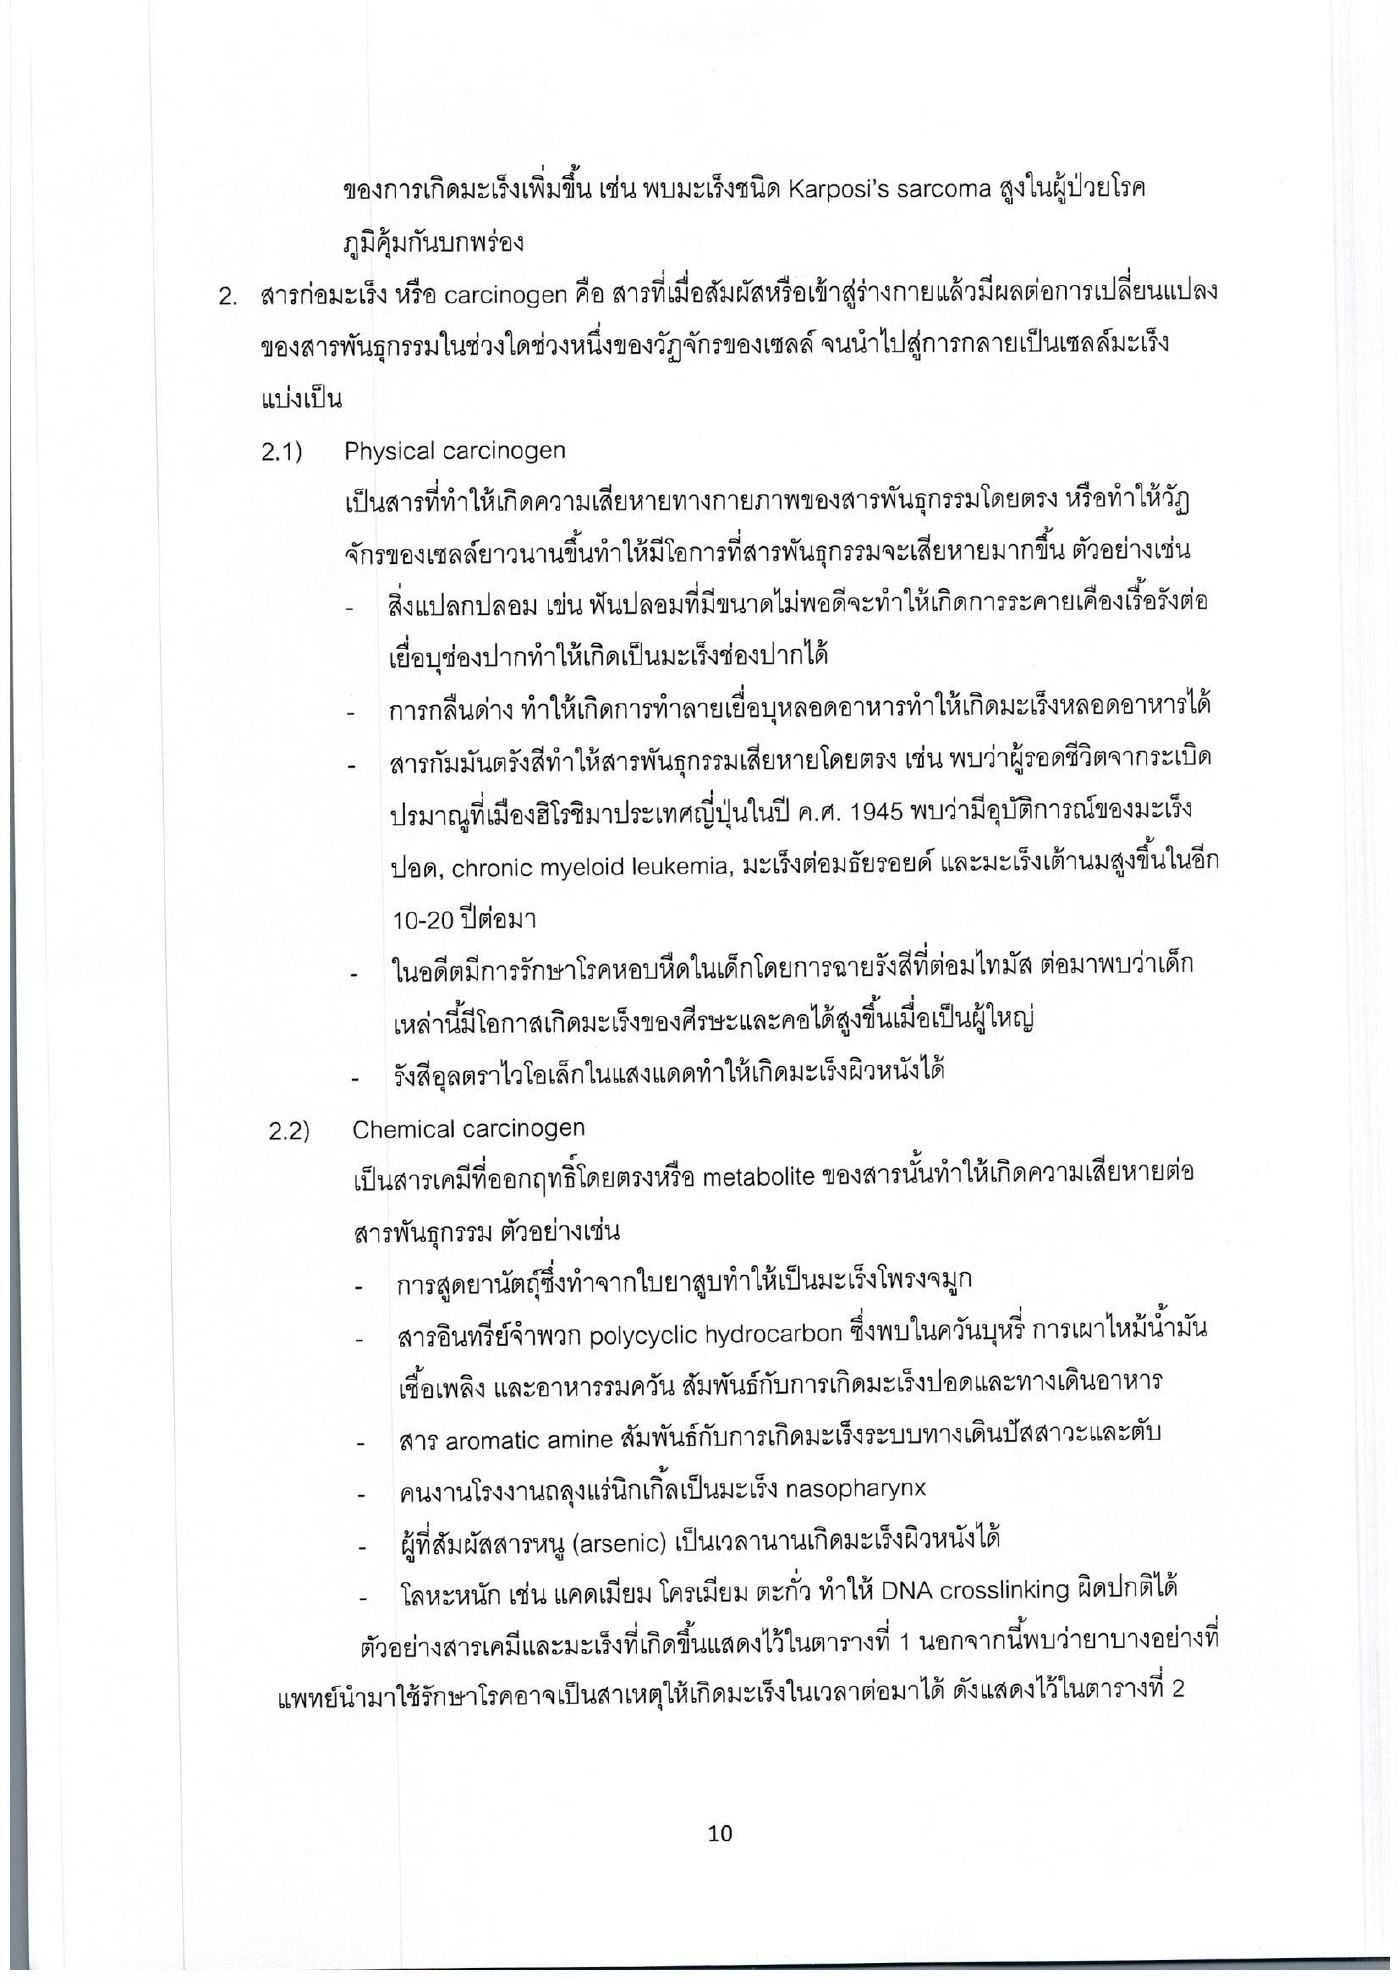 ของการเกิดมะเร็งเพิ่มขึ้น เช่น พบมะเร็งชนิด Karposi's sarcoma สูงในผู้ป่วยโรค
ภูมิคุ้มกันบกพร่อง
2. สารก่อมะเร็ง หรือ carcinogen คือ สารที่เมื่อสัมผัสหรือเข้าสู่ร่างกายแล้วมีผลต่อการเปลี่ยนแปลง
ของสารพันธุกรรมในช่วงใดช่วงหนึ่งของวัฏจักรของเซลล์ จนนำไปสู่การกลายเป็นเซลล์มะเร็ง
แบ่งเป็น
2.1) Physical carcinogen
เป็นสารที่ทำให้เกิดความเสียหายทางกายภาพของสารพันธุกรรมโดยตรง หรือทำให้วัฏ
จักรของเซลล์ยาวนานขึ้นทำให้มีโอการที่สารพันธุกรรมจะเสียหายมากขึ้น ตัวอย่างเช่น
- สิ่งแปลกปลอม เช่น ฟันปลอมที่มีขนาดไม่พอดีจะทำให้เกิดการระคายเคืองเรื้อรังต่อ
เยื่อบุช่องปากทำให้เกิดเป็นมะเร็งช่องปากได้
- การกลืนด่าง ทำให้เกิดการทำลายเยื่อบุหลอดอาหารทำให้เกิดมะเร็งหลอดอาหารได้
- สารกัมมันตรังสีทำให้สารพันธุกรรมเสียหายโดยตรง เช่น พบว่าผู้รอดชีวิตจากระเบิด
ปรมาณูที่เมืองฮิโรชิมาประเทศญี่ปุ่นในปี ค.ศ. 1945 พบว่ามีอุบัติการณ์ของมะเร็ง
ปอด, chronic myeloid leukemia, มะเร็งต่อมธัยรอยด์ และมะเร็งเต้านมสูงขึ้นในอีก
10-20 ปีต่อมา
- ในอดีตมีการรักษาโรคหอบหืดในเด็กโดยการฉายรังสีที่ต่อมไทมัส ต่อมาพบว่าเด็ก
เหล่านี้มีโอกาสเกิดมะเร็งของศีรษะและคอได้สูงขึ้นเมื่อเป็นผู้ใหญ่
- รังสีอุลตราไวโอเล็กในแสงแดดทำให้เกิดมะเร็งผิวหนังได้
2.2) Chemical carcinogen
เป็นสารเคมีที่ออกฤทธิ์โดยตรงหรือ metabolite ของสารนั้นทำให้เกิดความเสียหายต่อ
สารพันธุกรรม ตัวอย่างเช่น
- การสูดยานัตถุ์ซึ่งทำจากใบยาสูบทำให้เป็นมะเร็งโพรงจมูก
- สารอินทรีย์จำพวก polycyclic hydrocarbon ซึ่งพบในควันบุหรี่ การเผาไหม้น้ำมัน
เชื้อเพลิง และอาหารรมควัน สัมพันธ์กับการเกิดมะเร็งปอดและทางเดินอาหาร
- สาร aromatic amine สัมพันธ์กับการเกิดมะเร็งระบบทางเดินปัสสาวะและตับ
- คนงานโรงงานถลุงแร่นิกเกิ้ลเป็นมะเร็ง nasopharynx
- ผู้ที่สัมผัสสารหนู (arsenic) เป็นเวลานานเกิดมะเร็งผิวหนังได้
- โลหะหนัก เช่น แคดเมียม โครเมียม ตะกั่ว ทำให้ DNA crosslinking ผิดปกติได้
ตัวอย่างสารเคมีและมะเร็งที่เกิดขึ้นแสดงไว้ในตารางที่ 1 นอกจากนี้พบว่ายาบางอย่างที่
แพทย์นำมาใช้รักษาโรคอาจเป็นสาเหตุให้เกิดมะเร็งในเวลาต่อมาได้ ดังแสดงไว้ในตารางที่ 2
10